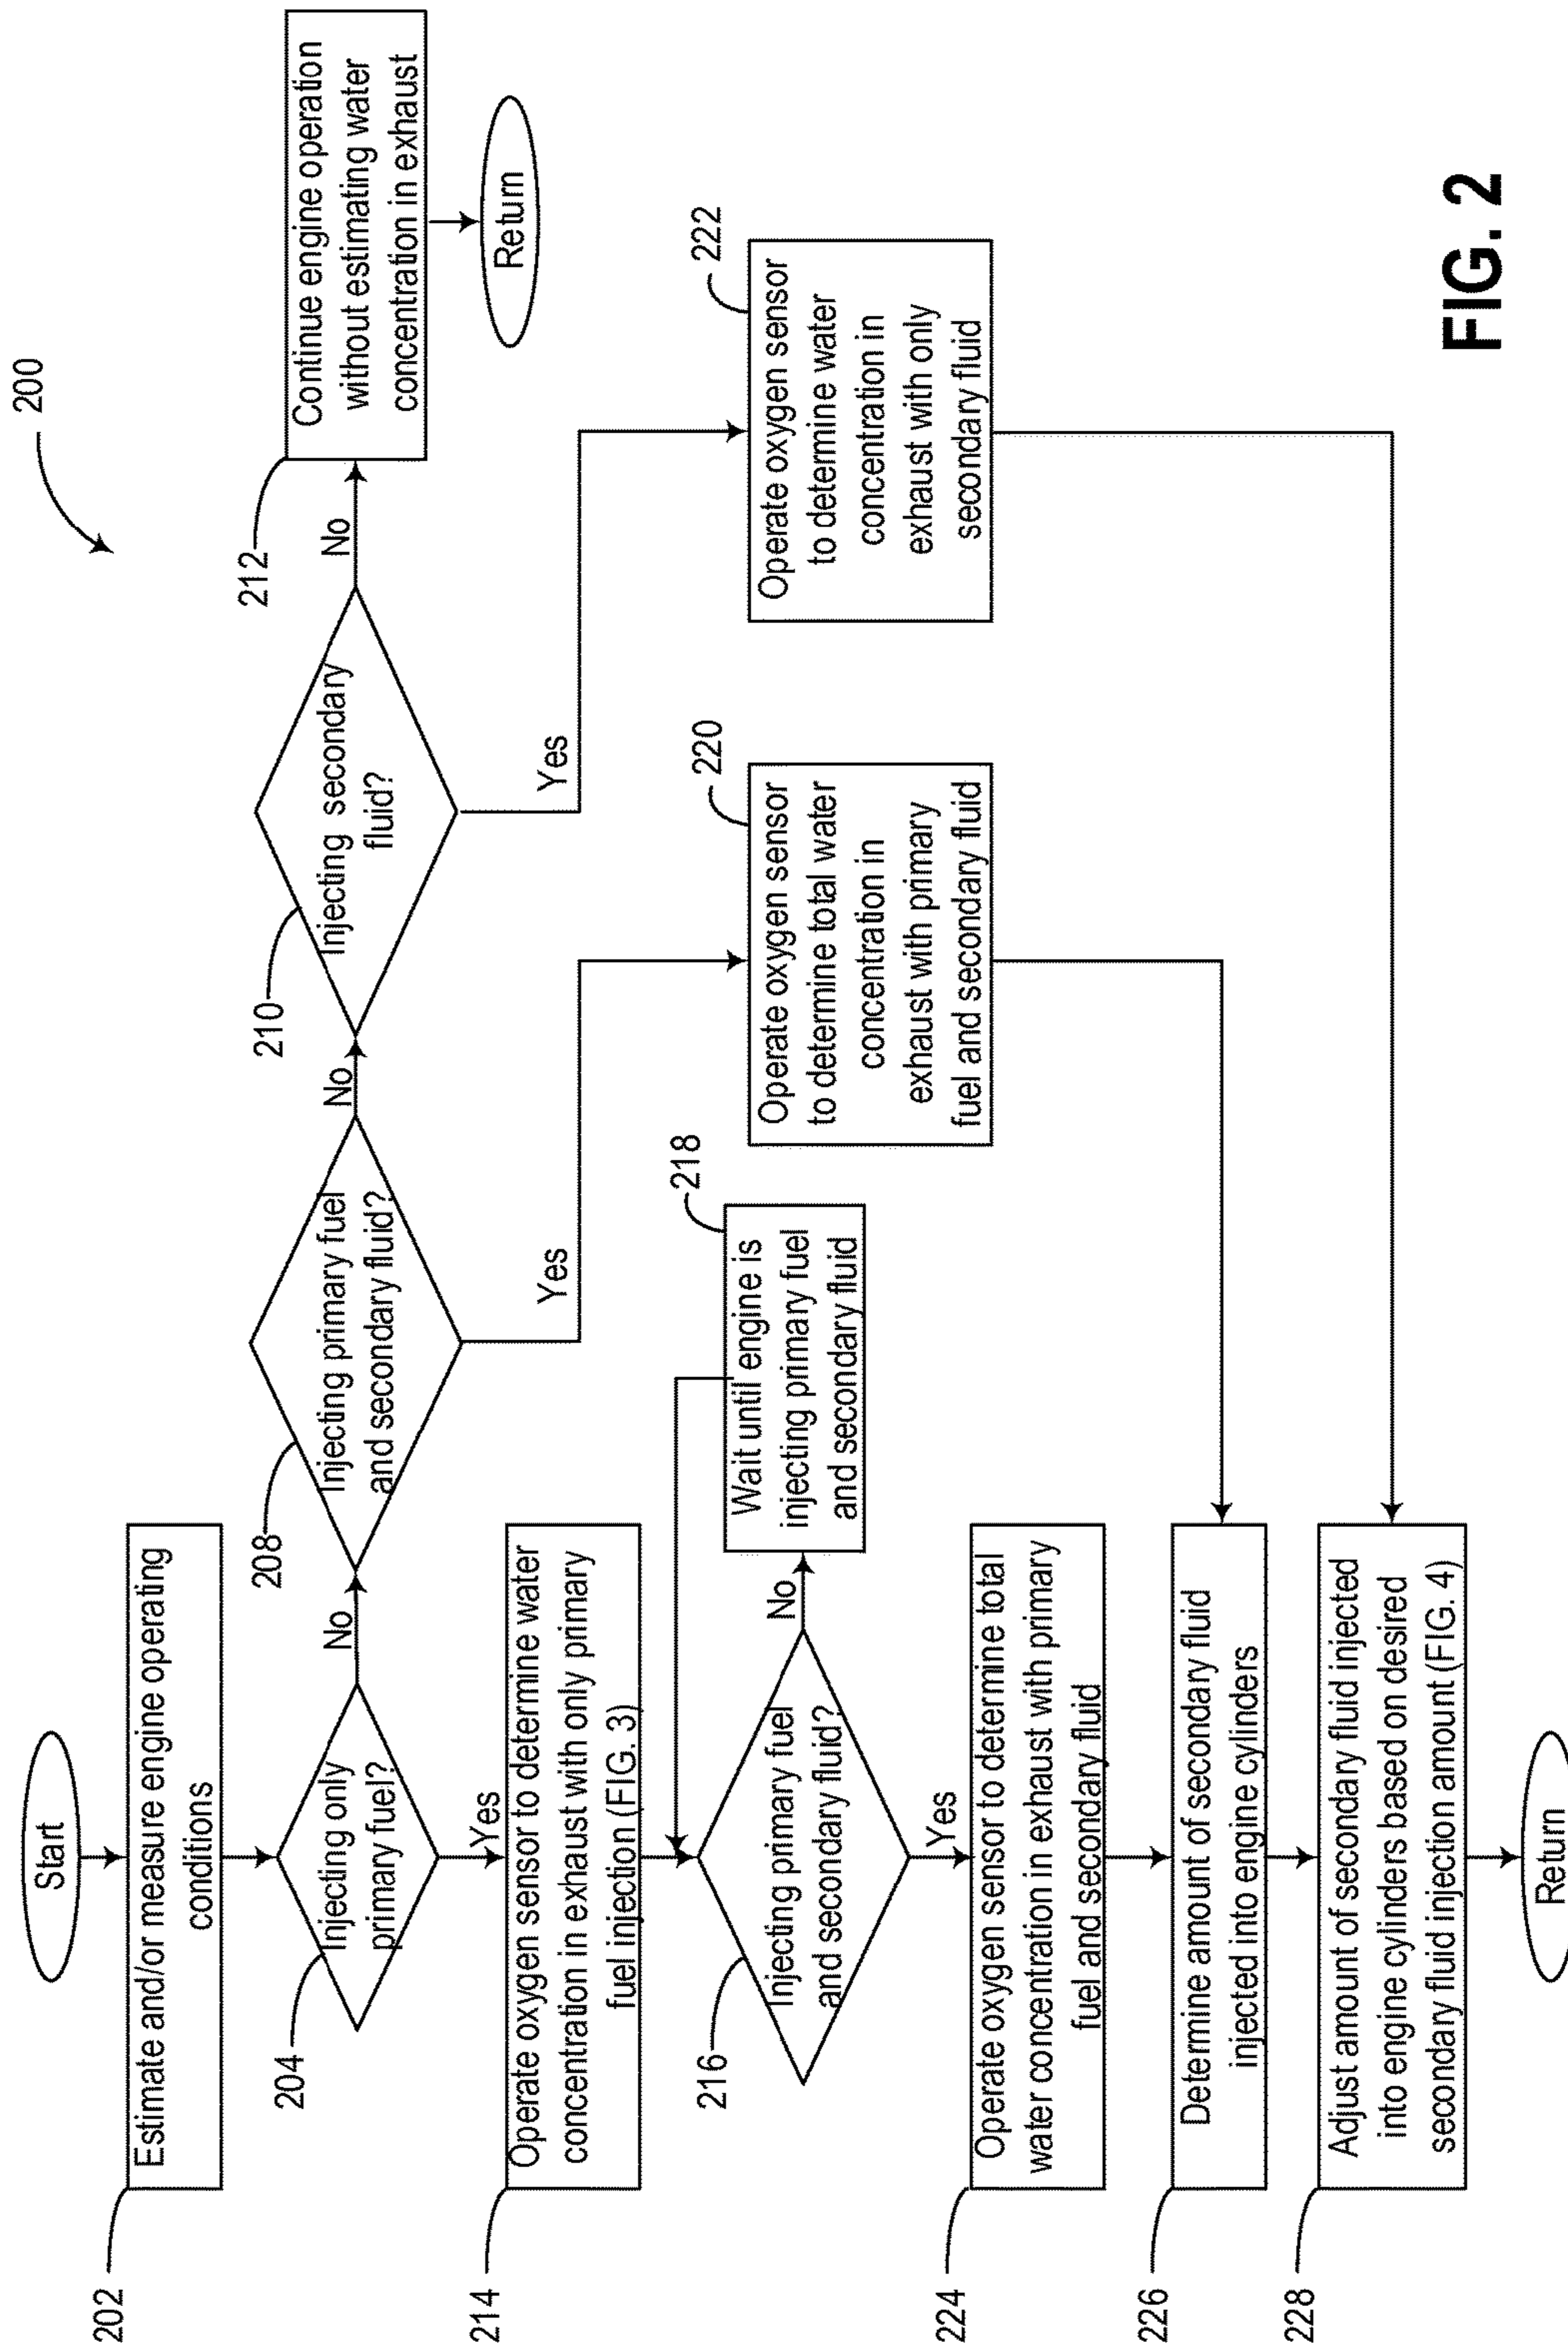 200
Start
202
Estimate and/or measure engine operating
conditions
204
Injecting only
primary fuel?
No
Yes
208
Injecting primary fuel
and secondary fluid?
No
Yes
210
Injecting secondary
fluid?
No
Yes
212
Continue engine operation
without estimating water
concentration in exhaust
Return
214
Operate oxygen sensor to determine water
concentration in exhaust with only primary
fuel injection (FIG. 3)
216
Injecting primary fuel
and secondary fluid?
No
Yes
218
Wait until engine is
injecting primary fuel
and secondary fluid
220
Operate oxygen sensor
to determine total water
concentration in
exhaust with primary
fuel and secondary fluid
222
Operate oxygen sensor
to determine water
concentration in
exhaust with only
secondary fluid
224
Operate oxygen sensor to determine total
water concentration in exhaust with primary
fuel and secondary fluid
226
Determine amount of secondary fluid
injected into engine cylinders
228
Adjust amount of secondary fluid injected
into engine cylinders based on desired
secondary fluid injection amount (FIG. 4)
Return
FIG. 2